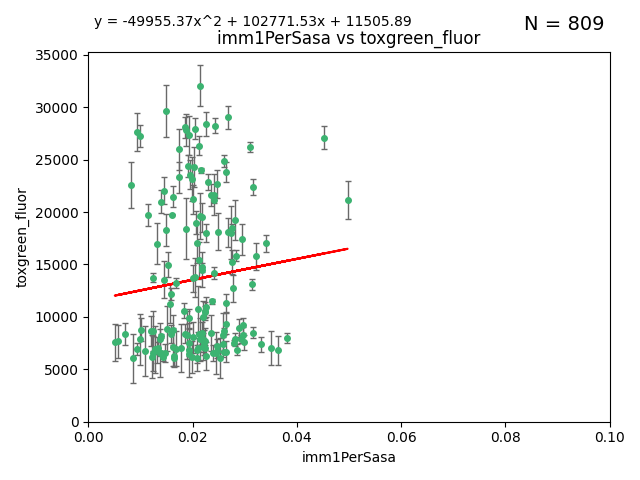 y = -49955.37x^2 + 102771.53x + 11505.89
N = 809
imm1PerSasa vs toxgreen_fluor
35000
30000
25000
20000
15000
10000
5000
0
toxgreen_fluor
0.00 0.02 0.04 0.06 0.08 0.10
imm1PerSasa